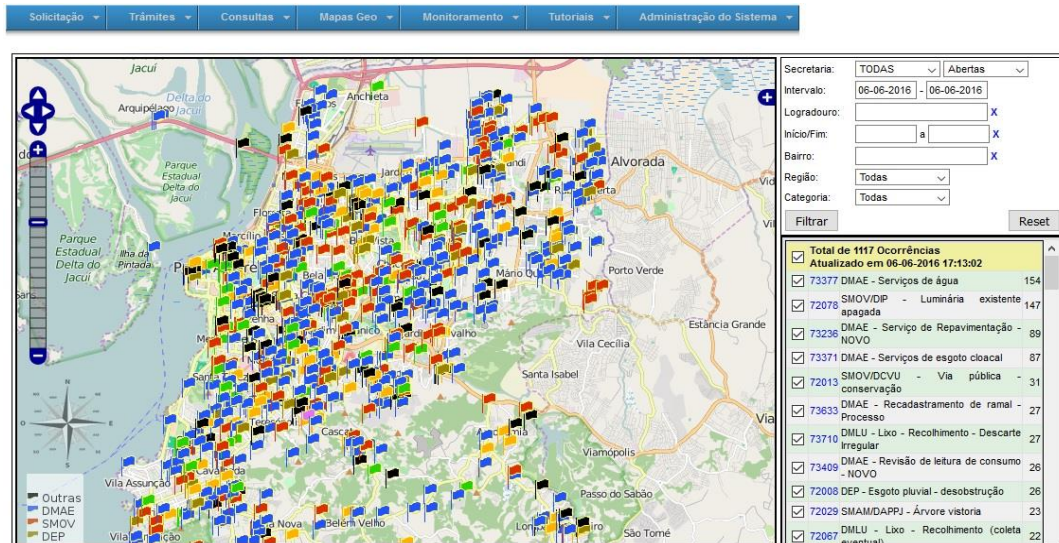 Solicitação Trâmites Consultas Mapas Geo Monitoramento Tutoriais Administração do Sistema
Jacuí
Delta do
Jacuí
Arquipélago
Anchieta
Parque
Estadual
Delta do
Jacuí
Alvorada
Parque
Estadual
Delta do
Jacuí
Ilha da
Pintada
Mário
Porto Verde
Estância Grande
Vila Cecília
Santa Isabel
Viamópolis
Passo do Sabão
Vila Assunção
Nova
Belém Velho
São Tomé
N
O
E
S
Outras
DMAE
SMOV
DEP
Secretaria: TODAS Abertas
Intervalo: 06-06-2016 - 06-06-2016
Logradouro: X
Início/Fim: a X
Bairro: X
Região: Todas
Categoria: Todas
Filtrar Reset
Total de 1117 Ocorrências
Atualizado em 06-06-2016 17:13:02
73377 DMAE - Serviços de água 154
72078 SMOV/DIP - Luminária existente apagada 147
73236 DMAE - Serviço de Repavimentação - NOVO 89
73371 DMAE - Serviços de esgoto cloacal 87
72013 SMOV/DCVU - Via pública - conservação 31
73633 DMAE - Recadastramento de ramal - Processo 27
73710 DMLU - Lixo - Recolhimento - Descarte Irregular 27
73409 DMAE - Revisão de leitura de consumo - NOVO 26
72008 DEP - Esgoto pluvial - desobstrução 26
72029 SMAM/DAPPJ - Árvore vistoria 23
72067 DMLU - Lixo - Recolhimento (coleta eventual) 22